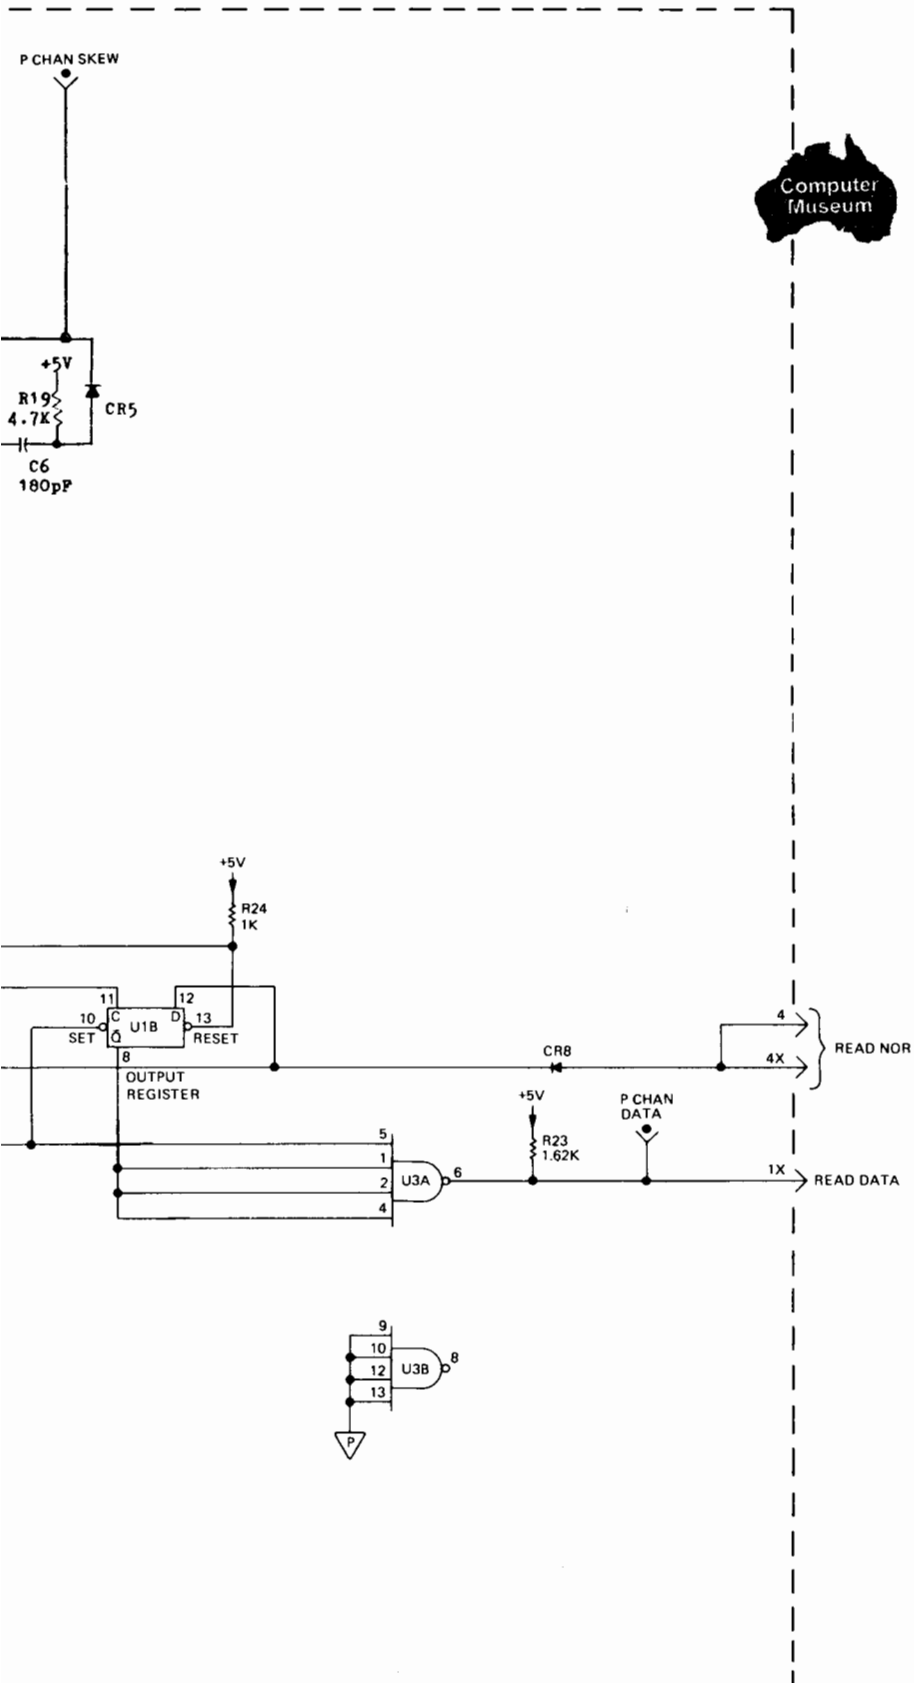 P CHAN SKEW
Computer
Museum
+5V
R19
4.7K
CR5
C6
180pF
+5V
R24
1K
11
12
10
C
D
13
U1B
SET
Q̄
RESET
8
OUTPUT
REGISTER
4
READ NOR
CR8
4X
+5V
P CHAN
DATA
R23
1.62K
5
1
2
4
U3A
6
1X
READ DATA
9
10
12
13
U3B
8
P